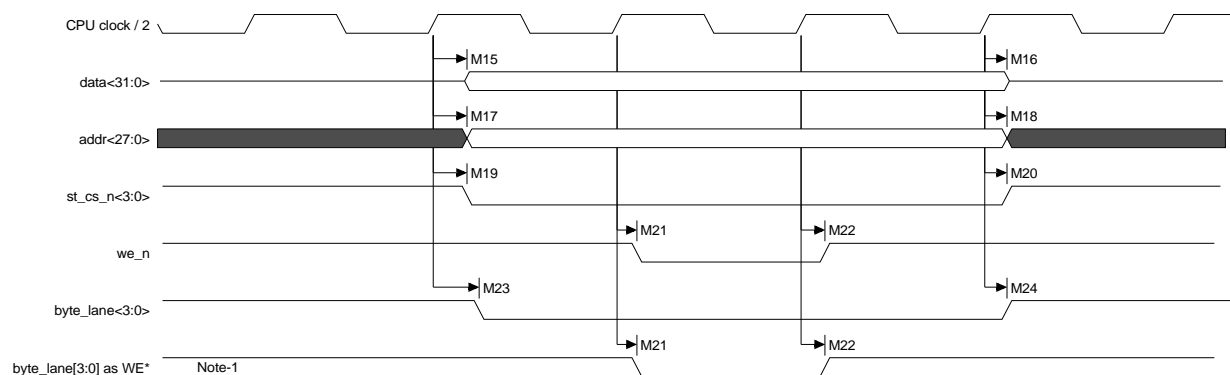 CPU clock / 2
M15 M16
data<31:0>
M17 M18
addr<27:0>
M19 M20
st_cs_n<3:0>
M21 M22
we_n
M23 M24
byte_lane<3:0>
M21 M22
byte_lane[3:0] as WE* Note-1